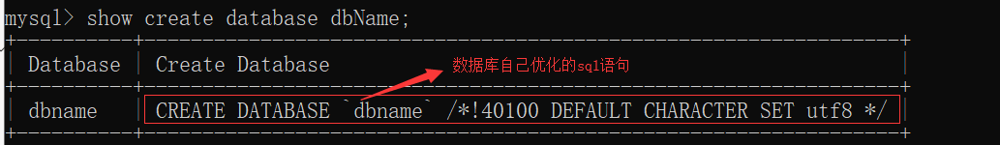 mysql> show create database dbName;
Database | Create Database
数据库自己优化的sql语句
dbname | CREATE DATABASE `dbname` /*!40100 DEFAULT CHARACTER SET utf8 */